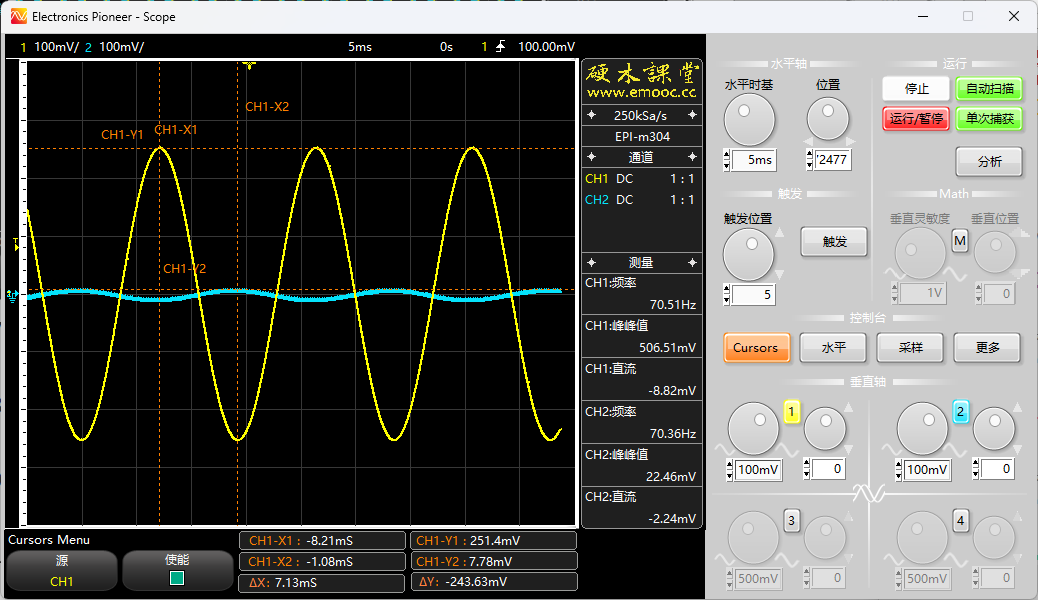 Electronics Pioneer - Scope
1 100mV/ 2 100mV/ 5ms 0s 1 100.00mV
CH1-X2
CH1-Y1 CH1-X1
CH1-Y2
T
硬木課堂
www.emooc.cc
250kSa/s
EPI-m304
通道
CH1 DC 1 : 1
CH2 DC 1 : 1
测量
CH1:频率
70.51Hz
CH1:峰峰值
506.51mV
CH1:直流
-8.82mV
CH2:频率
70.36Hz
CH2:峰峰值
22.46mV
CH2:直流
-2.24mV
Cursors Menu
源
CH1
使能
CH1-X1 : -8.21mS
CH1-X2 : -1.08mS
ΔX: 7.13mS
CH1-Y1 : 251.4mV
CH1-Y2 : 7.78mV
ΔY: -243.63mV
水平轴
水平时基 位置
5ms '2477
运行
停止 自动扫描
运行/暂停 单次捕获
分析
触发
触发位置
触发
5
Math
垂直灵敏度 垂直位置
M
1V 0
控制台
Cursors 水平 采样 更多
垂直轴
1 2
100mV 0 100mV 0
3 4
500mV 0 500mV 0